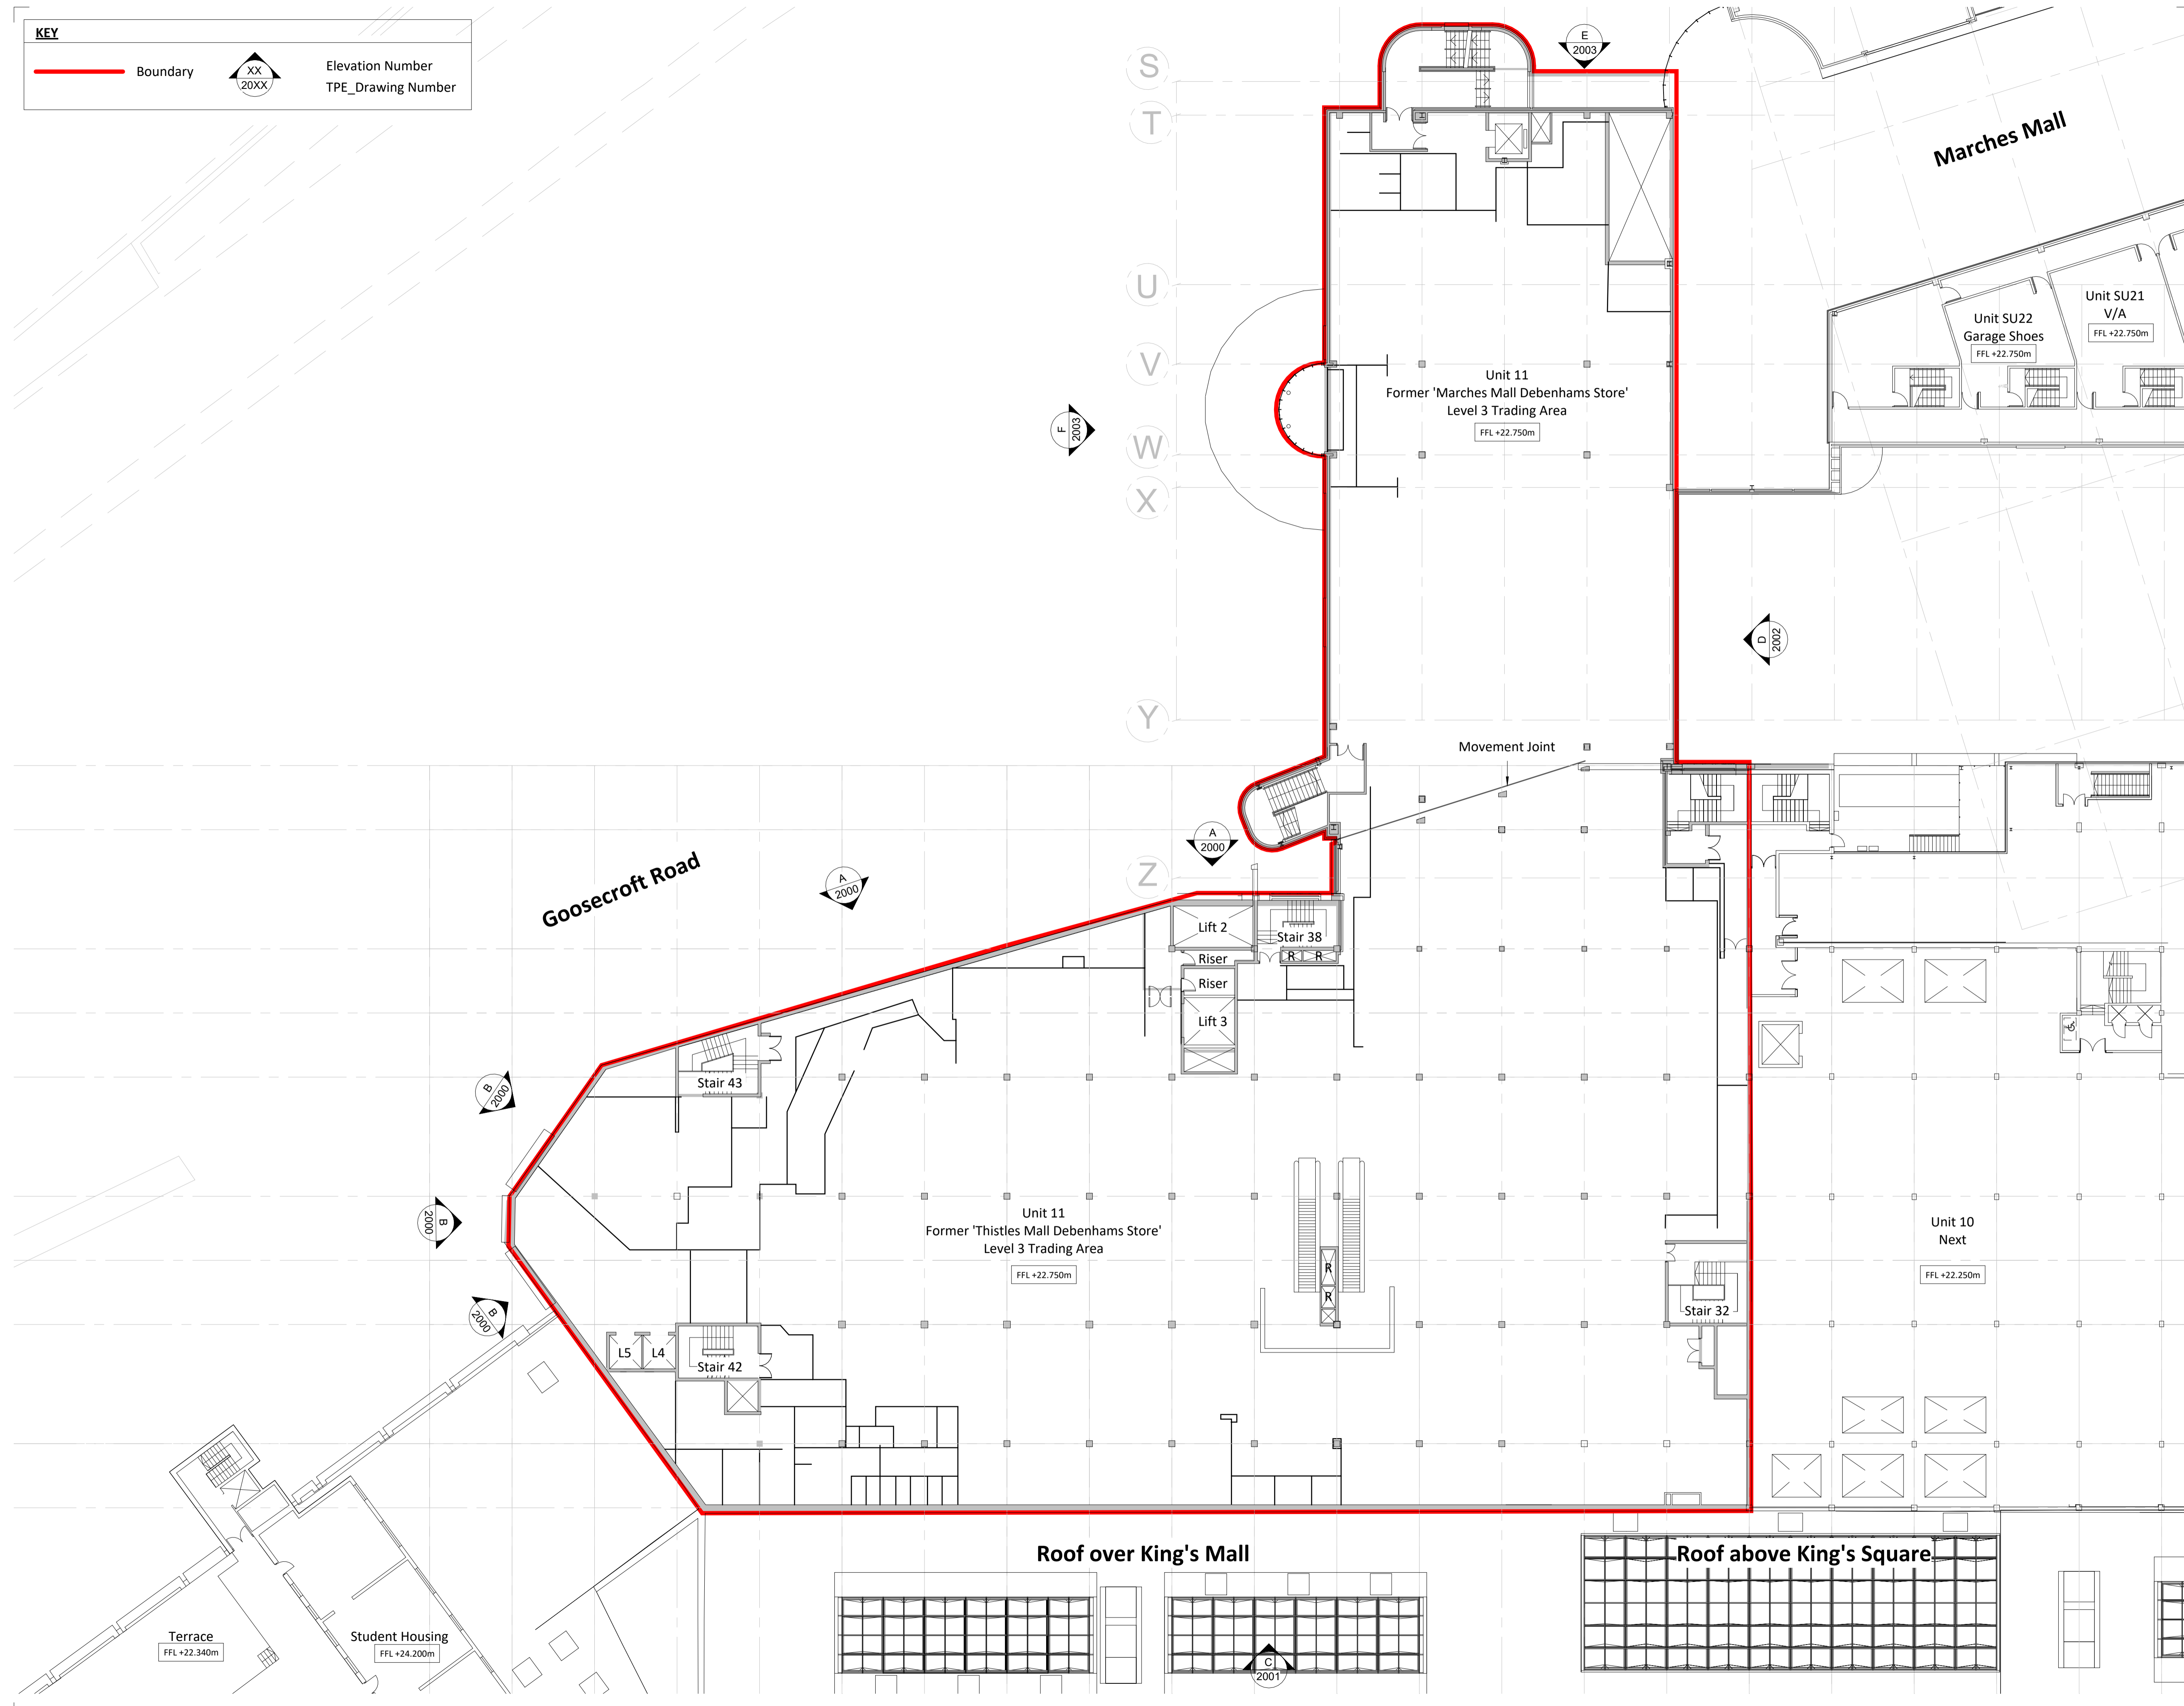 KEY
Boundary
XX
20XX
Elevation Number
TPE_Drawing Number
S
E
2003
T
Marches Mall
U
Unit SU21
V/A
FFL +22.750m
Unit SU22
Garage Shoes
FFL +22.750m
V
Unit 11
Former 'Marches Mall Debenhams Store'
Level 3 Trading Area
FFL +22.750m
F
2003
W
X
D
2002
Y
Movement Joint
A
2000
Z
A
2000
Goosecroft Road
Lift 2
Stair 38
Riser
R
R
Riser
Lift 3
G.
Stair 43
B
2000
B
2000
Unit 11
Former 'Thistles Mall Debenhams Store'
Level 3 Trading Area
FFL +22.750m
Unit 10
Next
FFL +22.250m
R
R
Stair 32
B
2000
L5
L4
Stair 42
Roof over King's Mall
Roof above King's Square
Terrace
FFL +22.340m
Student Housing
FFL +24.200m
C
2001